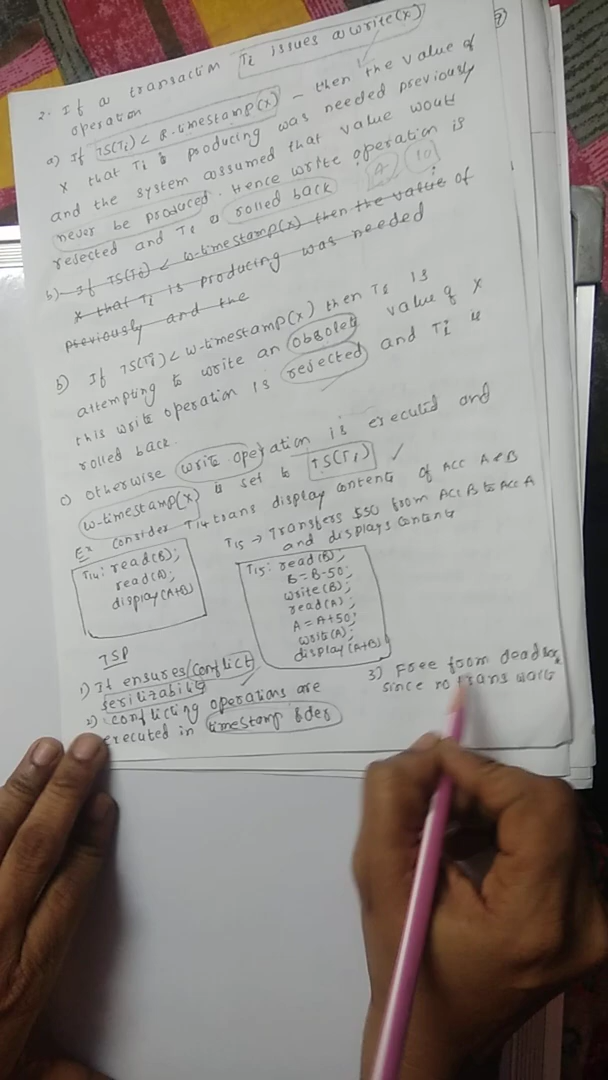 2. If a transaction Ti issues a write(x)
operation
a) If TS(Ti) < R-timestamp(x) - then the value of
x that Ti is producing was needed previously
and the system assumed that value would
never be produced. Hence write operation is
rejected and Ti is rolled back
b) If TS(Ti) < w-timestamp(x) then the value of
x that Ti is producing was needed
previously and the
b) If TS(Ti) < w-timestamp(x) then Ti is
attempting to write an obsolete value of x
this write operation is rejected and Ti is
rolled back.
c) otherwise write operation is executed and
w-timestamp(x) is set to TS(Ti)
Ex consider T14 trans display content of Acc A & B
T15 → Transfers $50 from Acc B to Acc A
and displays contents
T14: read(B);
read(A);
display(A+B)
T15: read(B);
B = B-50;
write(B);
read(A);
A = A+50;
write(A);
display(A+B)
TSP
1) It ensures conflict
serilizability
2) conflicting operations are
executed in timestamp
3) Free from
since no trans waits
7
10